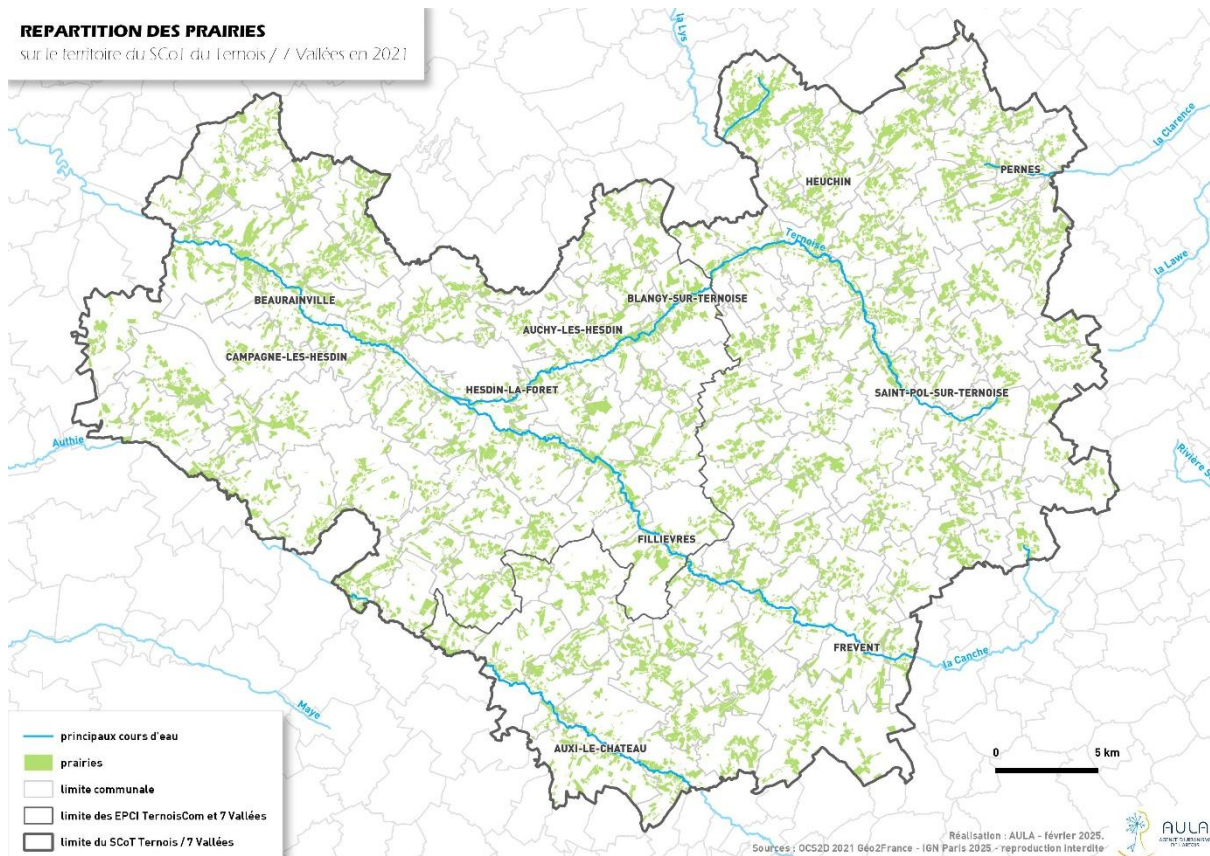 REPARTITION DES PRAIRIES
sur le territoire du SCoT du Ternois / 7 Vallées en 2021
la Lys
la Clarence
PERNES
HEUCHIN
Ternoise
la Lawe
BEAURAINVILLE
BLANGY-SUR-TERNOISE
AUCHY-LES-HESDIN
CAMPAGNE-LES-HESDIN
HESDIN-LA-FORET
SAINT-POL-SUR-TERNOISE
Authie
Rivière S
FILLIEVRES
FREVENT
la Canche
Maye
AUXI-LE-CHATEAU
0 5 km
principaux cours d'eau
prairies
limite communale
limite des EPCI TernoisCom et 7 Vallées
limite du SCoT Ternois / 7 Vallées
Réalisation : AULA - février 2025.
Sources : OCS2D 2021 Géo2France - IGN Paris 2025 - reproduction interdite
AULA
AGENCE D'URBANISME
DE L'ARTOIS